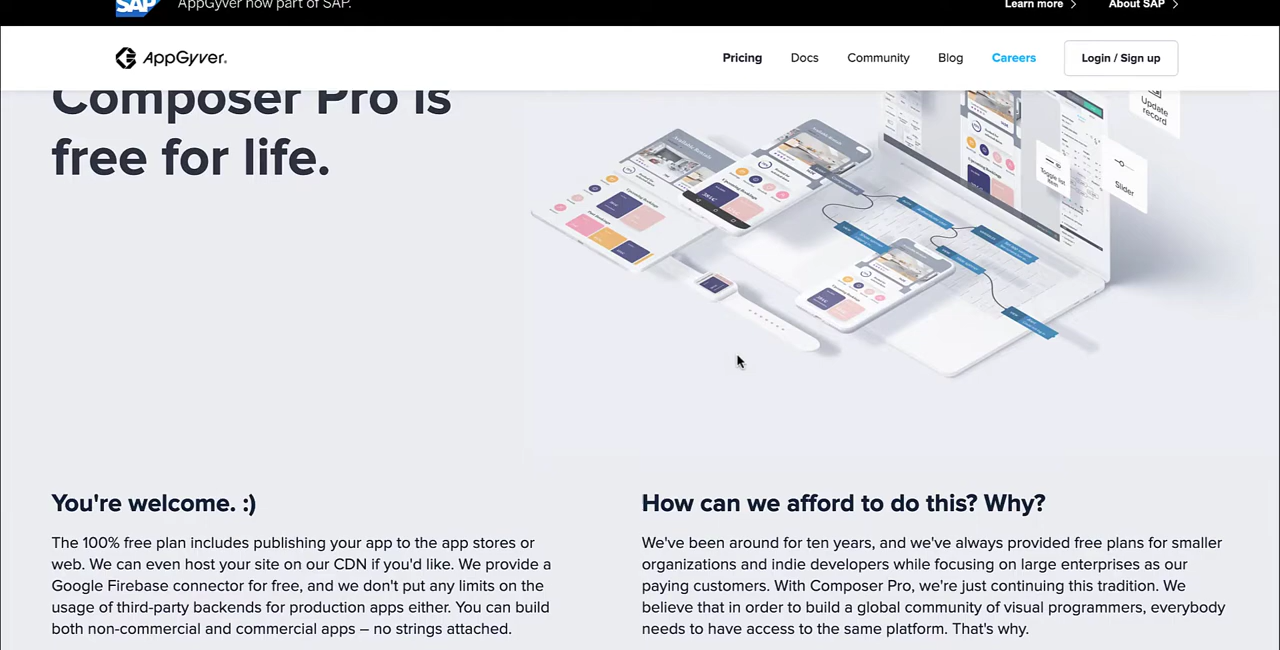 SAP
AppGyver now part of SAP.
Learn more
About SAP
AppGyver
Pricing
Docs
Community
Blog
Careers
Login / Sign up
Composer Pro is
free for life.
Update
record
Toggle list
item
Slider
You're welcome. :)
The 100% free plan includes publishing your app to the app stores or
web. We can even host your site on our CDN if you'd like. We provide a
Google Firebase connector for free, and we don't put any limits on the
usage of third-party backends for production apps either. You can build
both non-commercial and commercial apps – no strings attached.
How can we afford to do this? Why?
We've been around for ten years, and we've always provided free plans for smaller
organizations and indie developers while focusing on large enterprises as our
paying customers. With Composer Pro, we're just continuing this tradition. We
believe that in order to build a global community of visual programmers, everybody
needs to have access to the same platform. That's why.